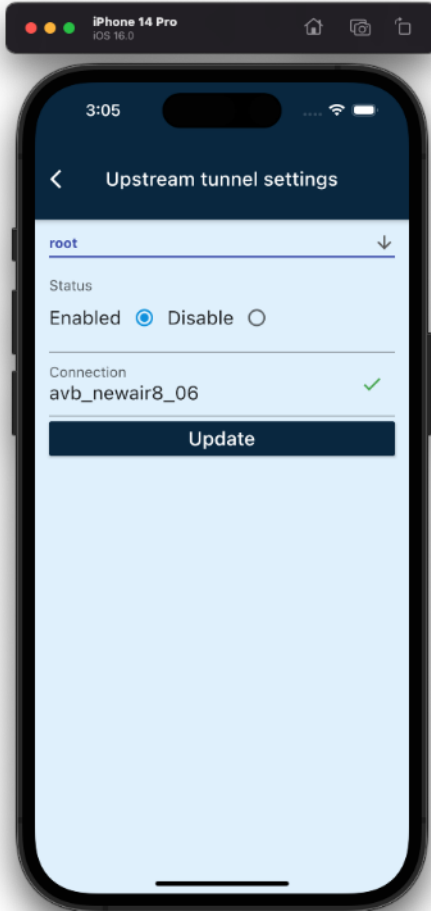 iPhone 14 Pro
iOS 16.0
3:05
Upstream tunnel settings
root
Status
Enabled Disable
Connection
avb_newair8_06
Update